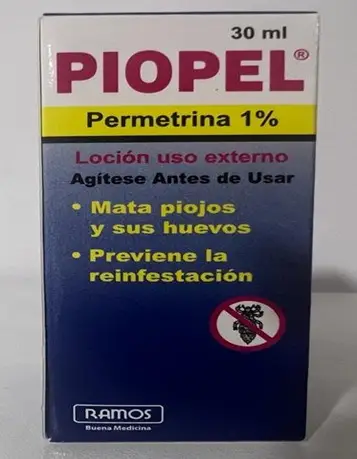 30 ml
PIOPEL®
Permetrina 1%
Loción uso externo
Agítese Antes de Usar
• Mata piojos
y sus huevos
• Previene la
reinfestación
RAMOS
Buena Medicina